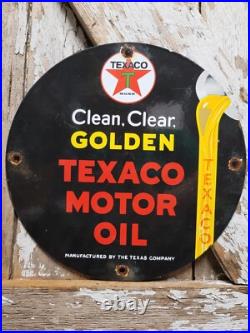 TEXACO
T
Clean, Clear,
GOLDEN
TEXACO
MOTOR
OIL
MANUFACTURED BY THE TEXAS COMPANY
TEXACO